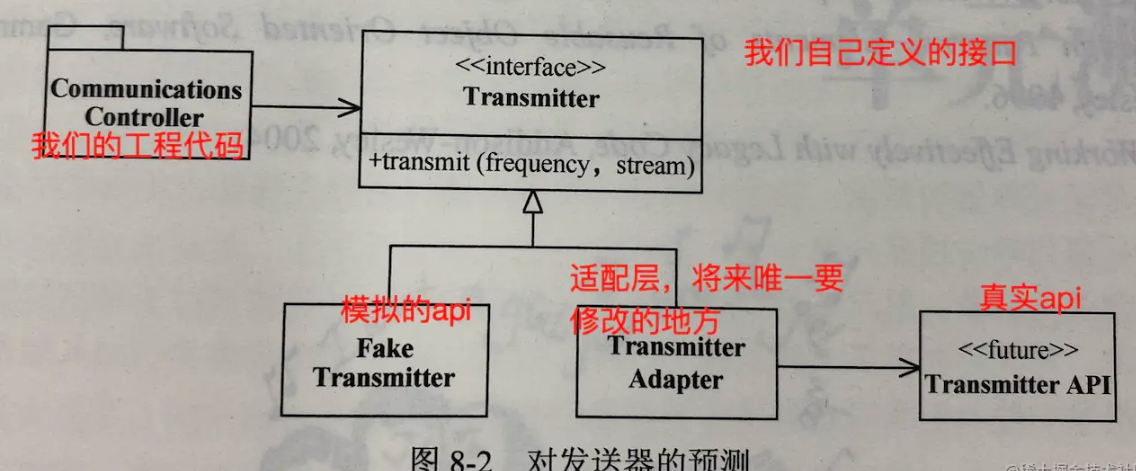 我们自己定义的接口
<<interface>>
Transmitter
+transmit (frequency，stream)
Communications
Controller
我们的工程代码
模拟的api
Fake
Transmitter
适配层，将来唯一要
修改的地方
Transmitter
Adapter
真实api
<<future>>
Transmitter API
图 8-2 对发送器的预测